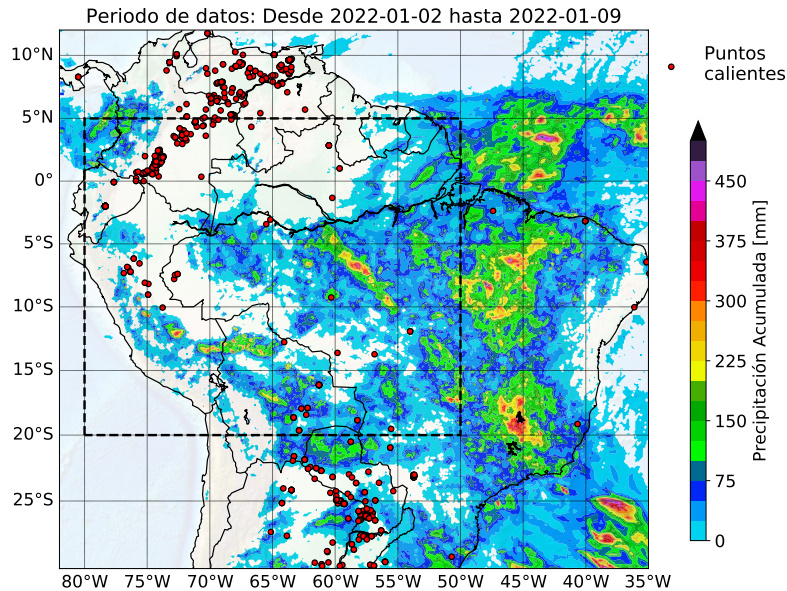 Periodo de datos: Desde 2022-01-02 hasta 2022-01-09
10°N
5°N
0°
5°S
10°S
15°S
20°S
25°S
80°W
75°W
70°W
65°W
60°W
55°W
50°W
45°W
40°W
35°W
Puntos
calientes
450
375
300
225
150
75
0
Precipitación Acumulada [mm]